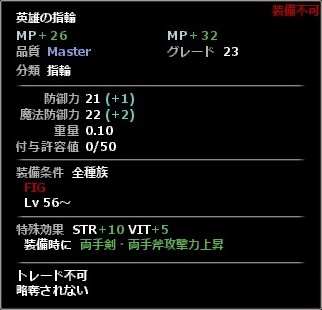 装備不可
英雄の指輪
MP+26 MP+32
品質 Master グレード 23
分類 指輪
防御力 21 (+1)
魔法防御力 22 (+2)
重量 0.10
付与許容値 0/50
装備条件 全種族
FIG
Lv 56～
特殊効果 STR+10 VIT+5
装備時に 両手剣・両手斧攻撃力上昇
トレード不可
略奪されない